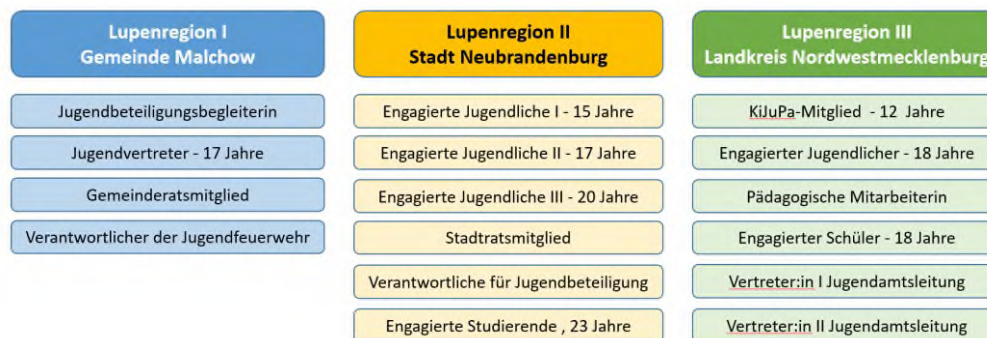 Lupenregion I
Gemeinde Malchow
Jugendbeteiligungsbegleiterin
Jugendvertreter - 17 Jahre
Gemeinderatsmitglied
Verantwortlicher der Jugendfeuerwehr
Lupenregion II
Stadt Neubrandenburg
Engagierte Jugendliche I - 15 Jahre
Engagierte Jugendliche II - 17 Jahre
Engagierte Jugendliche III - 20 Jahre
Stadtratsmitglied
Verantwortliche für Jugendbeteiligung
Engagierte Studierende , 23 Jahre
Lupenregion III
Landkreis Nordwestmecklenburg
KiJuPa-Mitglied - 12 Jahre
Engagierter Jugendlicher - 18 Jahre
Pädagogische Mitarbeiterin
Engagierter Schüler - 18 Jahre
Vertreter:in I Jugendamtsleitung
Vertreter:in II Jugendamtsleitung